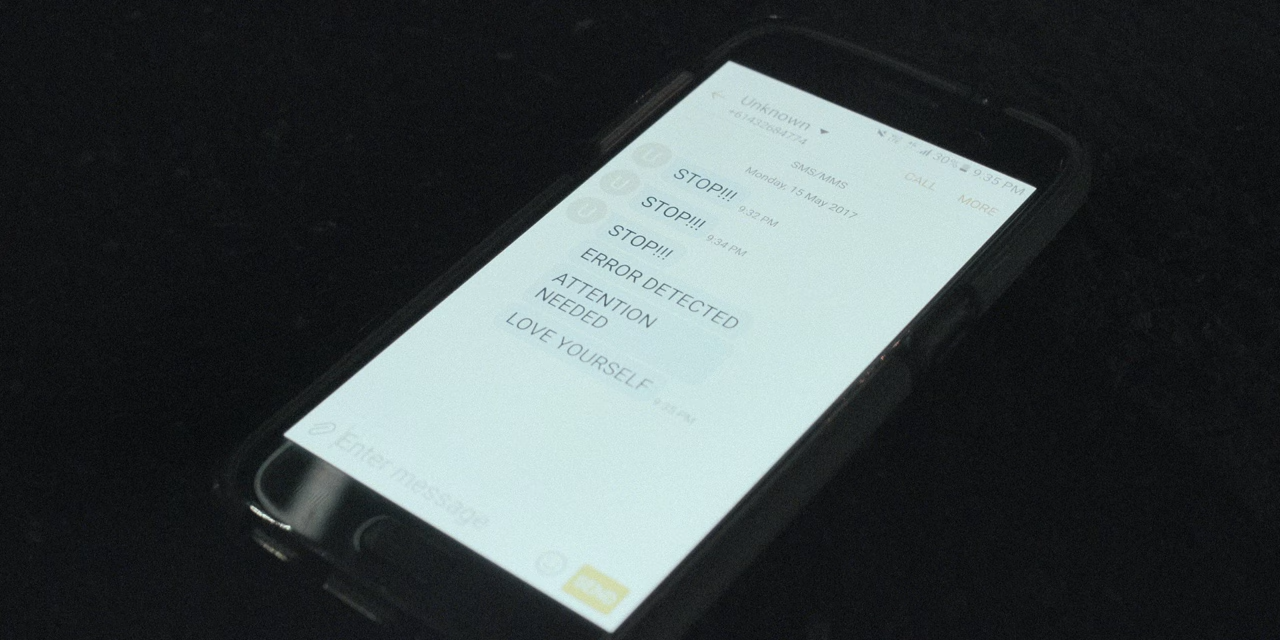 30% 9:35 PM
Unknown
+61432684774
CALL MORE
SMS/MMS
Monday, 15 May 2017
STOP!!!
9:32 PM
STOP!!!
9:34 PM
STOP!!!
ERROR DETECTED
ATTENTION
NEEDED
LOVE YOURSELF
9:35 PM
Enter message
SEND